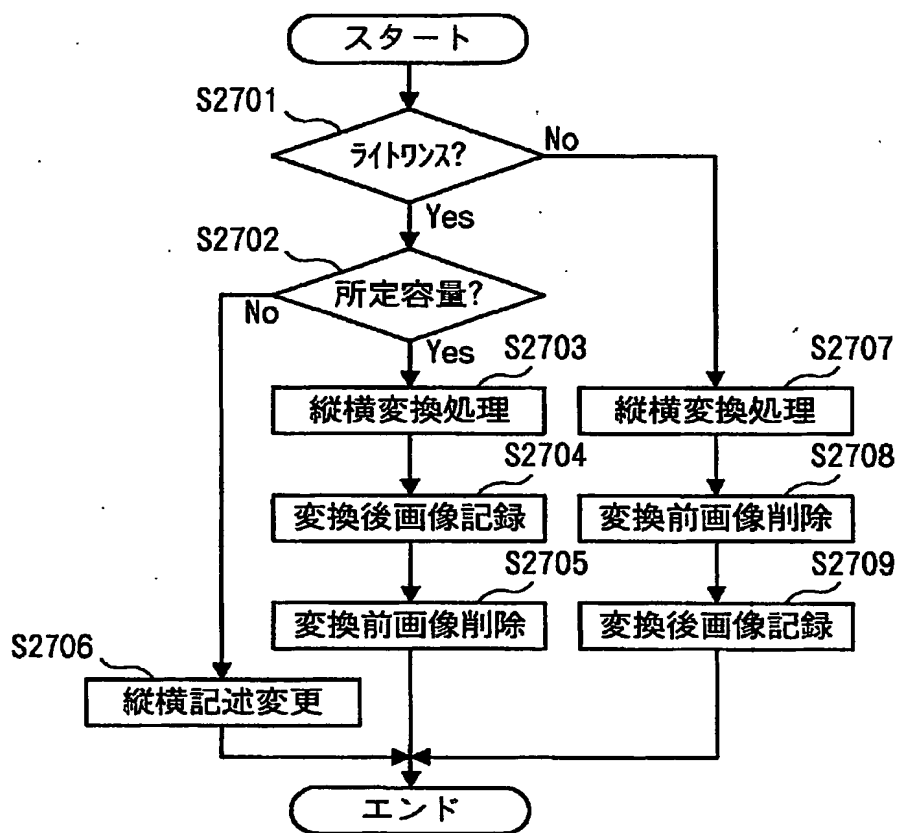 スタート
S2701
ライトワンス?
No
Yes
S2702
所定容量?
No
Yes
S2703
縦横変換処理
S2707
縦横変換処理
S2704
変換後画像記録
S2708
変換前画像削除
S2705
変換前画像削除
S2709
変換後画像記録
S2706
縦横記述変更
エンド